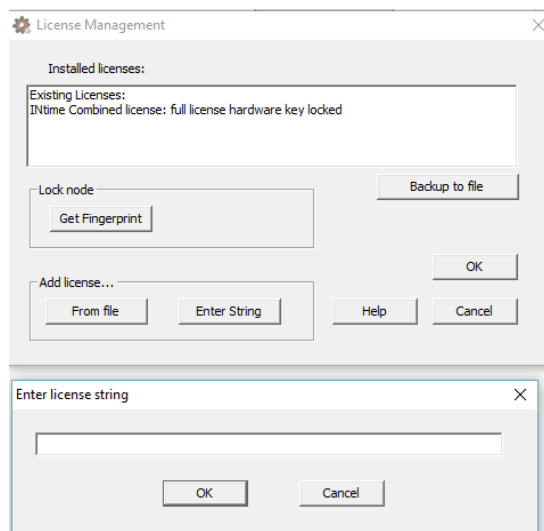 License Management
Installed licenses:
Existing Licenses:
INtime Combined license: full license hardware key locked
Backup to file
Lock node
Get Fingerprint
OK
Add license...
From file
Enter String
Help
Cancel
Enter license string
OK
Cancel